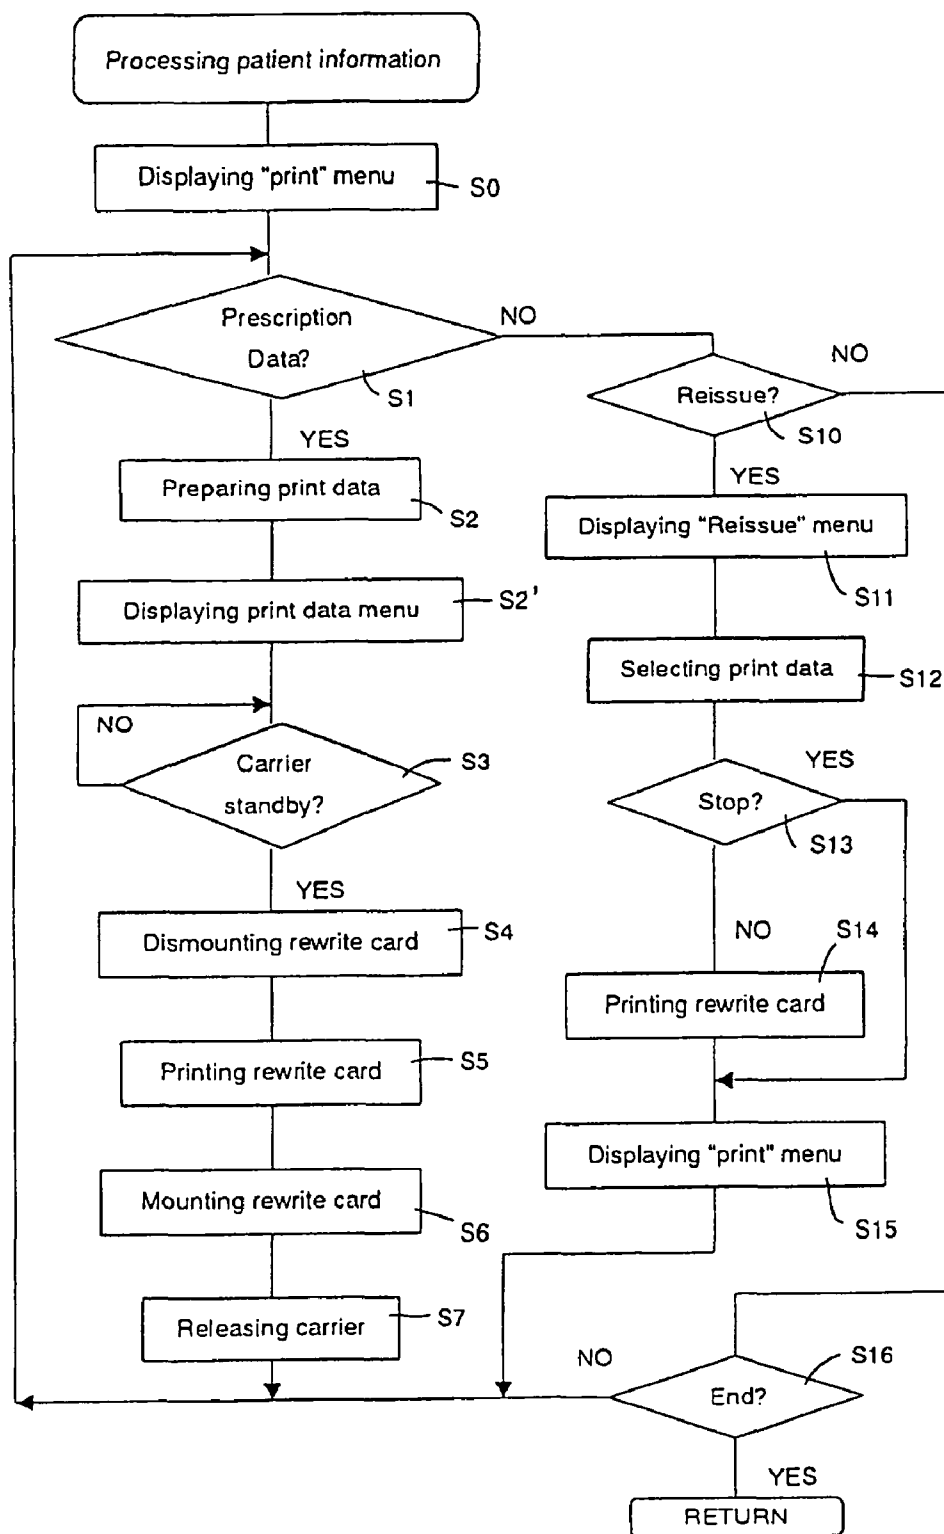 Processing patient information
Displaying "print" menu
S0
Prescription
Data?
S1
NO
YES
Preparing print data
S2
Displaying print data menu
S2'
NO
Carrier
standby?
S3
YES
Dismounting rewrite card
S4
Printing rewrite card
S5
Mounting rewrite card
S6
Releasing carrier
S7
Reissue?
S10
NO
YES
Displaying "Reissue" menu
S11
Selecting print data
S12
Stop?
S13
YES
NO
S14
Printing rewrite card
Displaying "print" menu
S15
NO
End?
S16
YES
RETURN